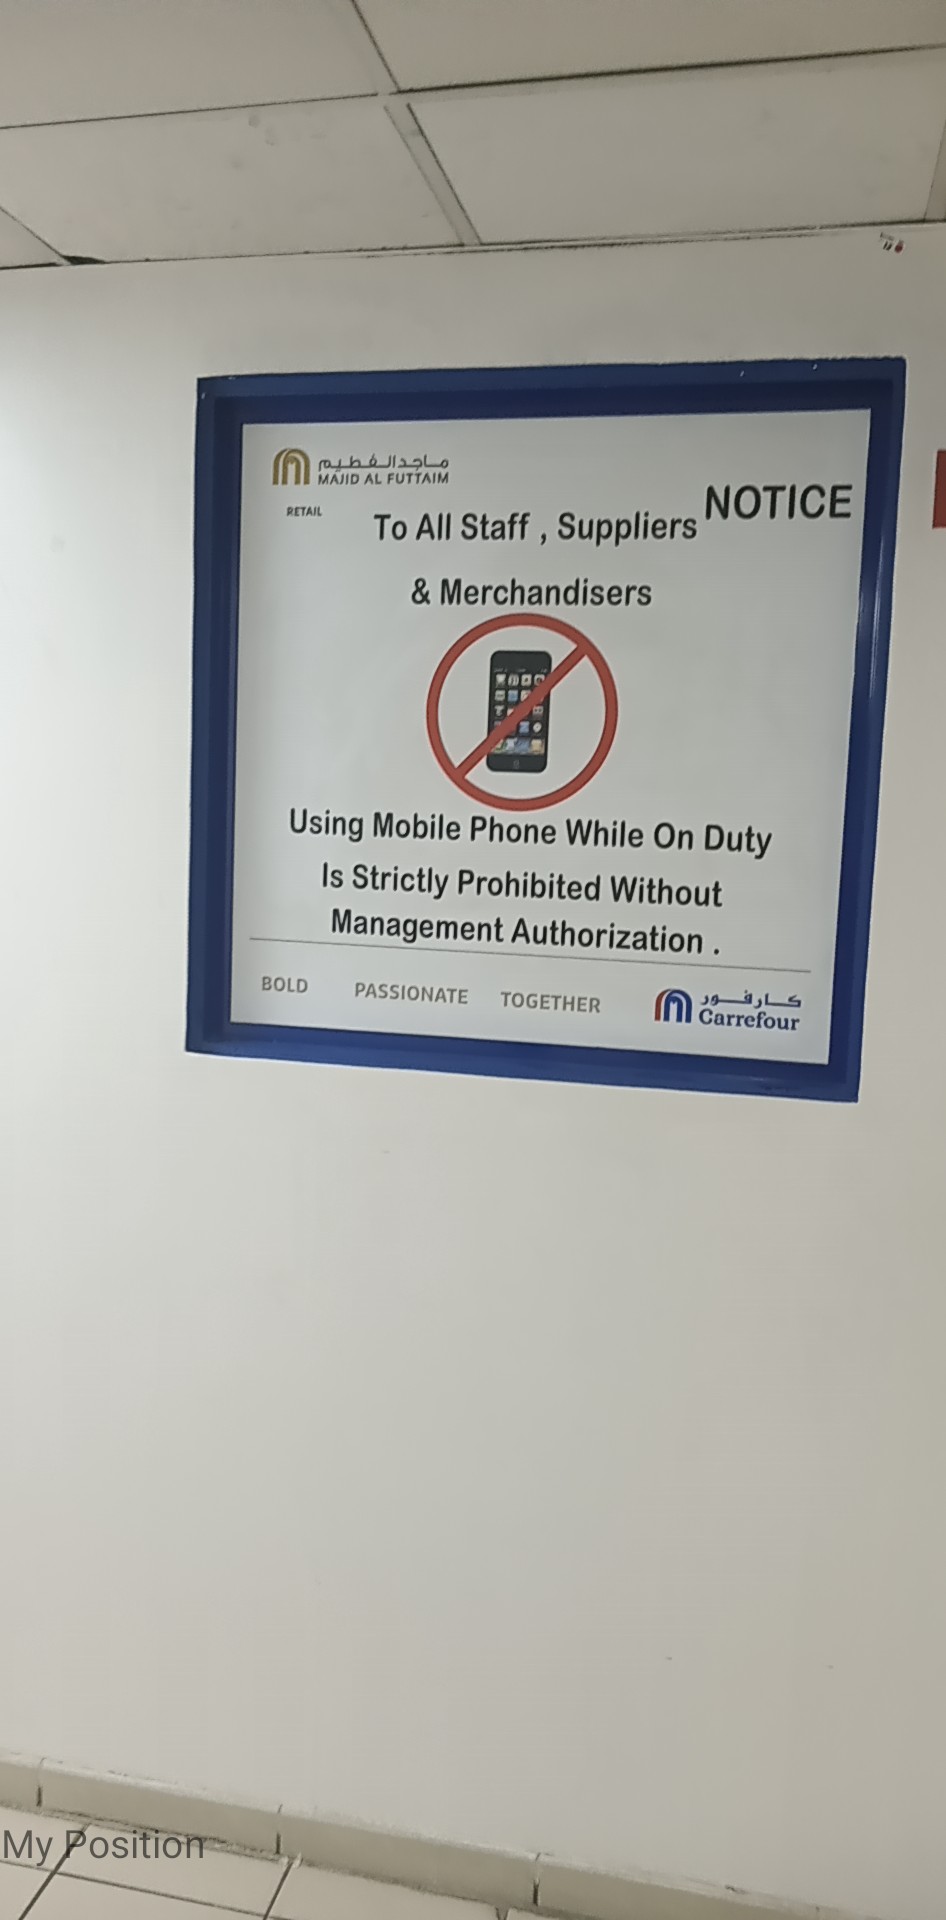 ماجد الفطيم
MAJID AL FUTTAIM
RETAIL
NOTICE
To All Staff , Suppliers
& Merchandisers
Using Mobile Phone While On Duty
Is Strictly Prohibited Without
Management Authorization .
BOLD PASSIONATE TOGETHER
كارفور
Carrefour
My Position